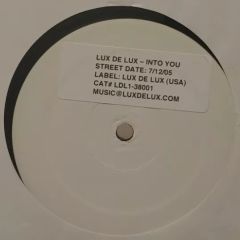 LUX DE LUX – INTO YOU
STREET DATE: 7/12/05
LABEL: LUX DE LUX (USA)
CAT# LDL1-38001
MUSIC@LUXDELUX.COM